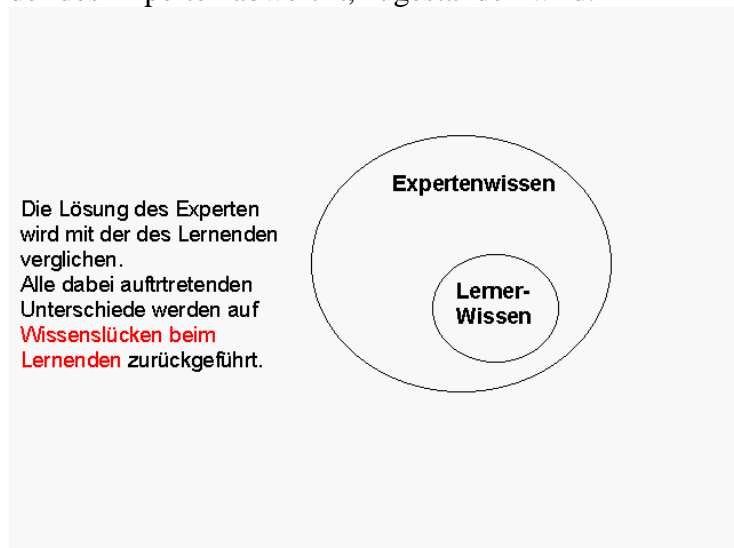 Die Lösung des Experten
wird mit der des Lernenden
verglichen.
Alle dabei auftrtretenden
Unterschiede werden auf
Wissenslücken beim
Lernenden zurückgeführt.
Expertenwissen
Lerner-
Wissen